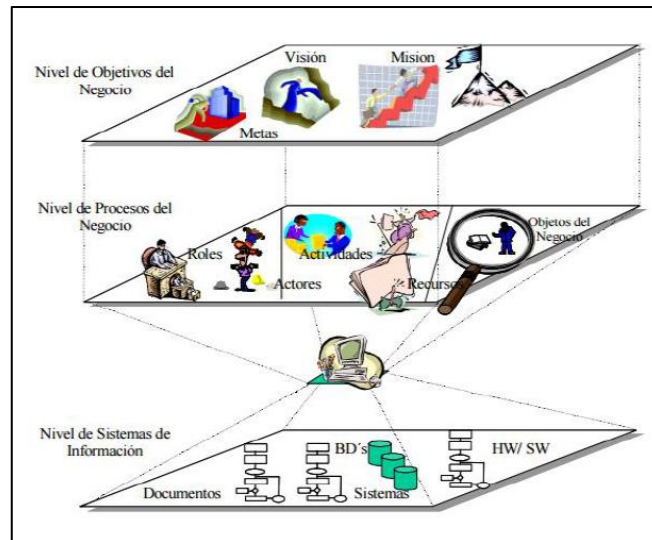 Nivel de Objetivos del
Negocio
Visión
Mision
Metas
Nivel de Procesos del
Negocio
Roles
Actores
Actividades
Recursos
Objetos del
Negocio
Nivel de Sistemas de
Información
Documentos
BD´s
Sistemas
HW/ SW